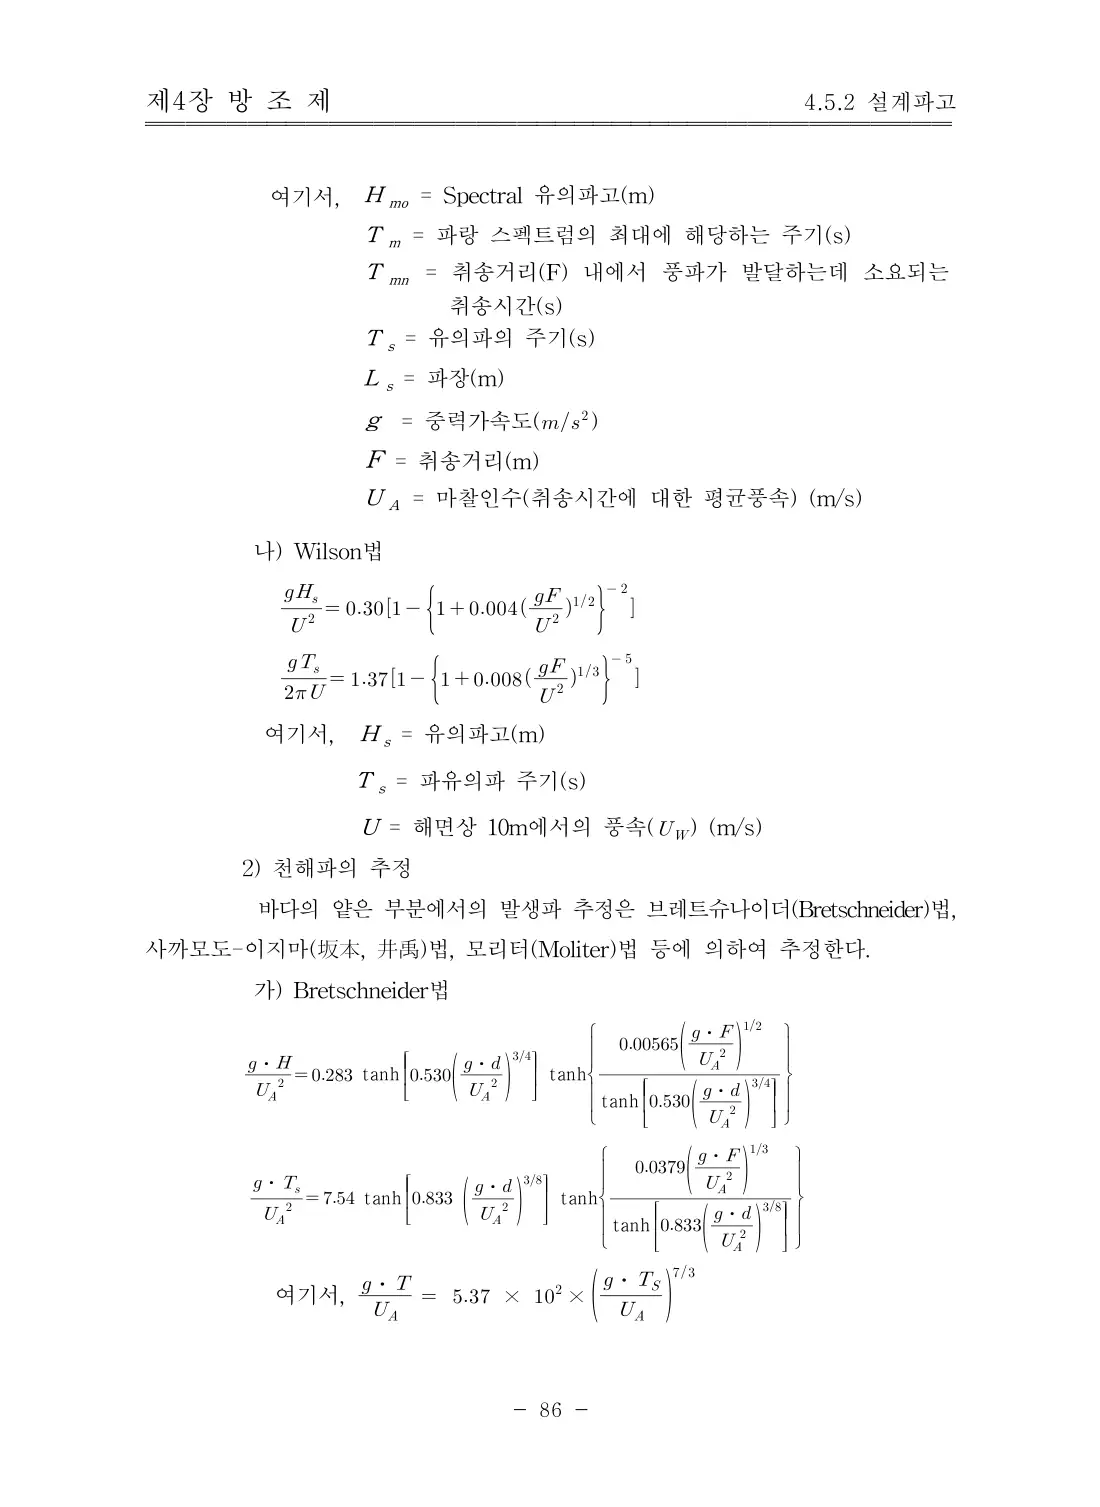 제4장 방 조 제 4.5.2 설계파고
여기서, H_mo = Spectral 유의파고(m)
T_m = 파랑 스펙트럼의 최대에 해당하는 주기(s)
T_mn = 취송거리(F) 내에서 풍파가 발달하는데 소요되는
취송시간(s)
T_s = 유의파의 주기(s)
L_s = 파장(m)
g = 중력가속도(m/s²)
F = 취송거리(m)
U_A = 마찰인수(취송시간에 대한 평균풍속) (m/s)
나) Wilson법
gH_s/U² = 0.30[1-{1+0.004(gF/U²)^{1/2}}^{-2}]
gT_s/2πU = 1.37[1-{1+0.008(gF/U²)^{1/3}}^{-5}]
여기서, H_s = 유의파고(m)
T_s = 파유의파 주기(s)
U = 해면상 10m에서의 풍속(U_W) (m/s)
2) 천해파의 추정
바다의 얕은 부분에서의 발생파 추정은 브레트슈나이더(Bretschneider)법,
사까모도-이지마(坂本, 井禹)법, 모리터(Moliter)법 등에 의하여 추정한다.
가) Bretschneider법
g·H/U_A² = 0.283 tanh[0.530(g·d/U_A²)^{3/4}] tanh{0.00565(g·F/U_A²)^{1/2} / tanh[0.530(g·d/U_A²)^{3/4}]}
g·T_s/U_A² = 7.54 tanh[0.833 (g·d/U_A²)^{3/8}] tanh{0.0379(g·F/U_A²)^{1/3} / tanh[0.833(g·d/U_A²)^{3/8}]}
여기서, g·T/U_A = 5.37 × 10² × (g·T_S/U_A)^{7/3}
- 86 -